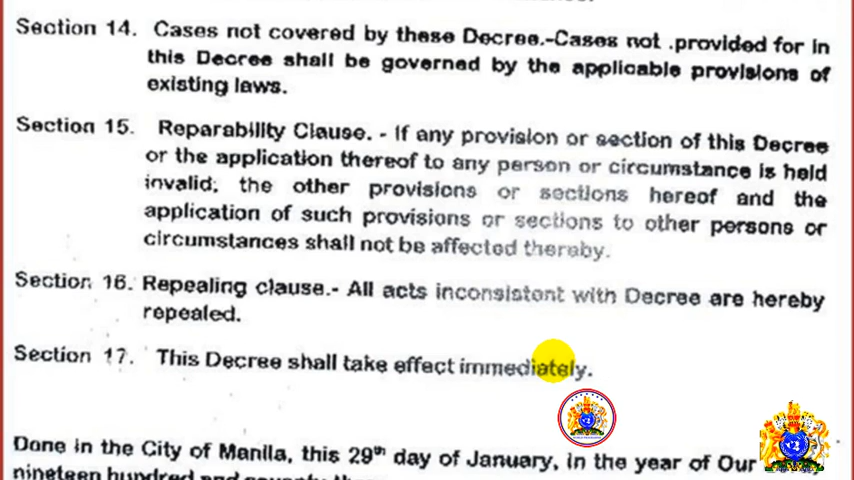 Section 14. Cases not covered by these Decree.-Cases not .provided for in
this Decree shall be governed by the applicable provisions of
existing laws.
Section 15. Reparability Clause. - If any provision or section of this Decree
or the application thereof to any person or circumstance is held
invalid; the other provisions or sections hereof and the
application of such provisions or sections to other persons or
circumstances shall not be affected thereby.
Section 16. Repealing clause.- All acts inconsistent with Decree are hereby
repealed.
Section 17. This Decree shall take effect immediately.
Done in the City of Manila, this 29th day of January, in the year of Our
nineteen hundred and seventy